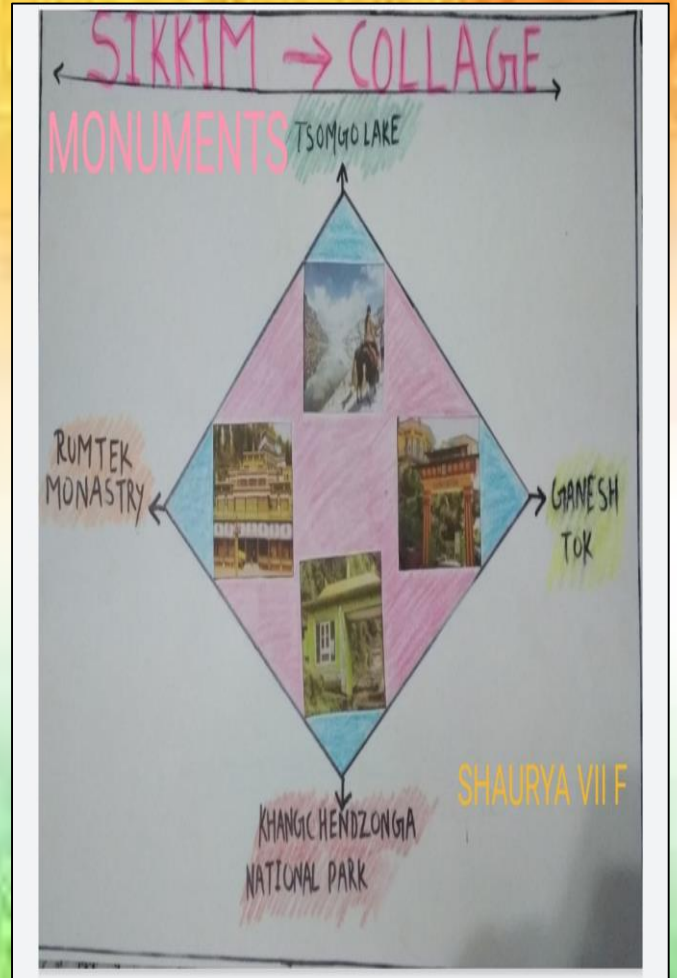 SIKKIM → COLLAGE
MONUMENTS
TSOMGO LAKE
RUMTEK
MONASTRY
GANESH
TOK
KHANGCHENDZONGA
NATIONAL PARK
SHAURYA VII F